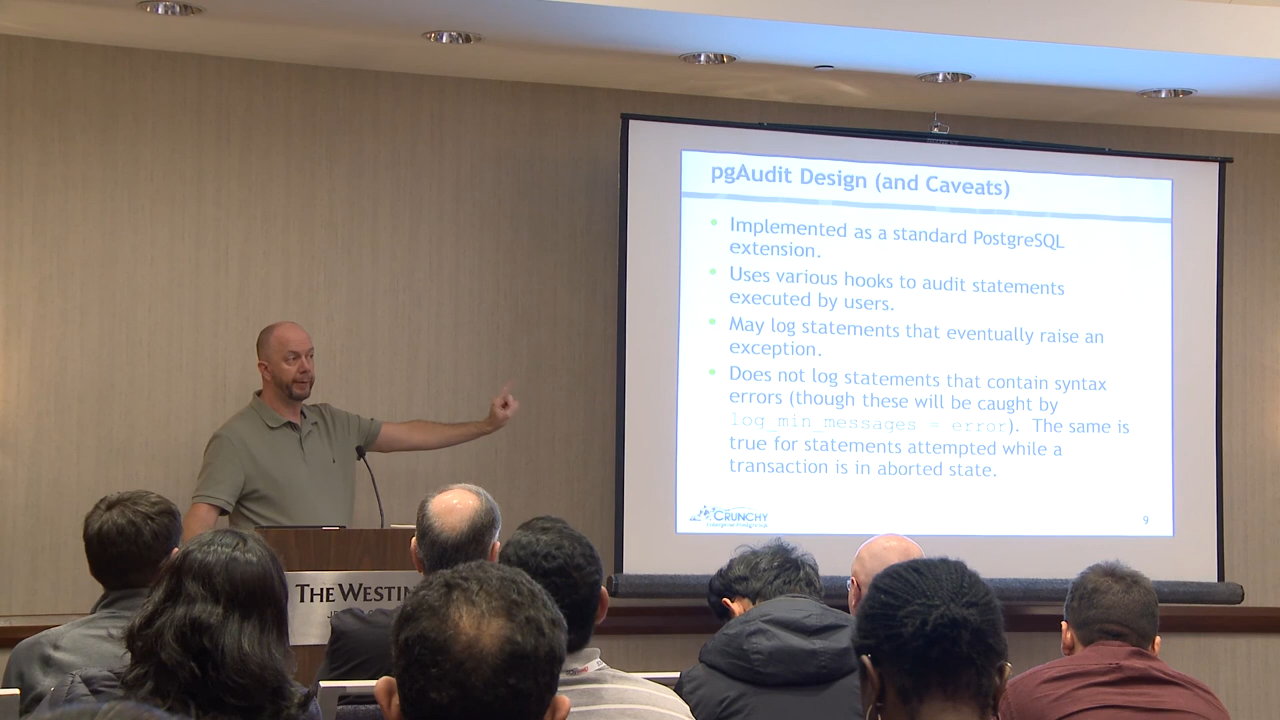 pgAudit Design (and Caveats)
Implemented as a standard PostgreSQL
extension.
Uses various hooks to audit statements
executed by users.
May log statements that eventually raise an
exception.
Does not log statements that contain syntax
errors (though these will be caught by
log_min_messages = error). The same is
true for statements attempted while a
transaction is in aborted state.
CRUNCHY
9
THE WESTIN